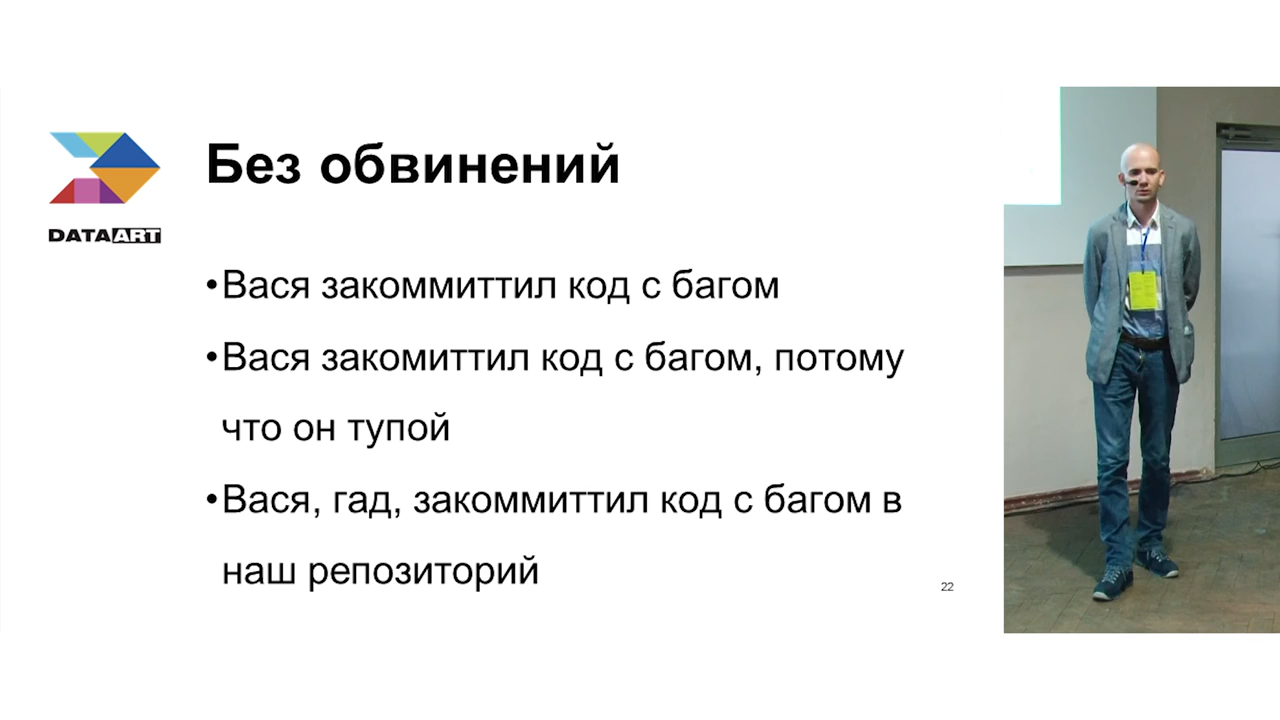 Без обвинений
DATAART
•Вася закоммиттил код с багом
•Вася закомиттил код с багом, потому
что он тупой
•Вася, гад, закоммиттил код с багом в
наш репозиторий
22